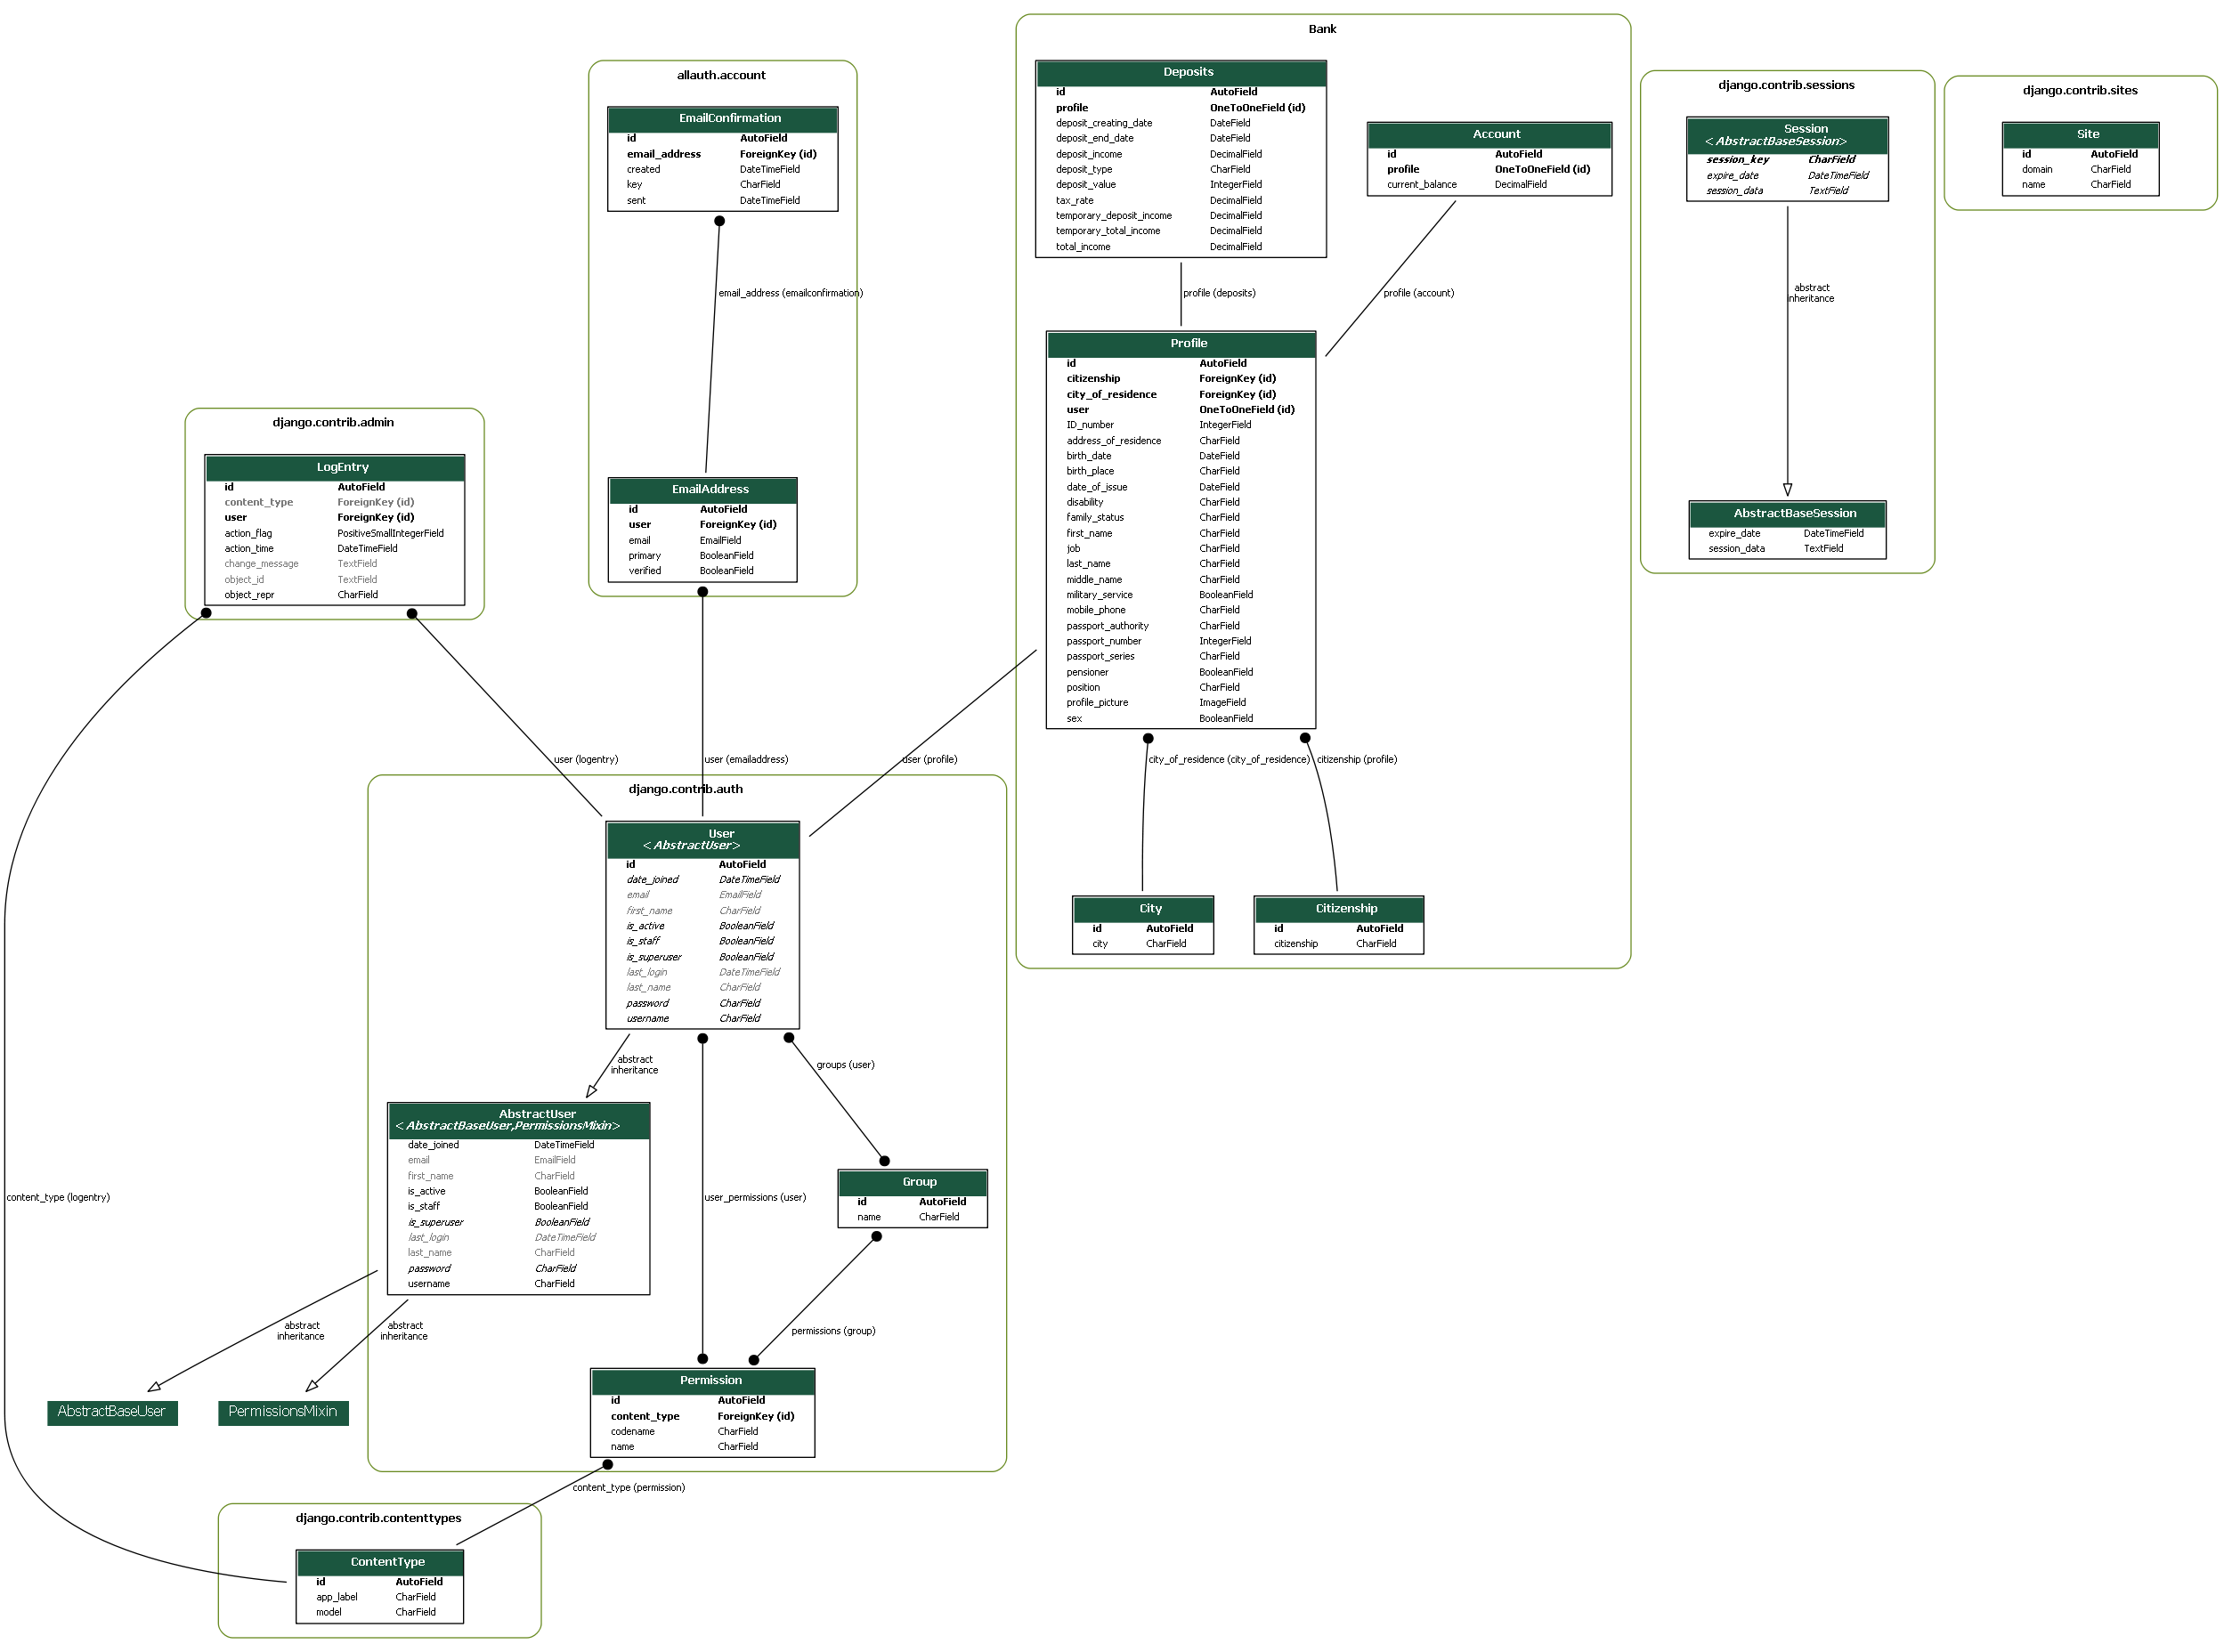 Bank
Deposits
id AutoField
profile OneToOneField (id)
deposit_creating_date DateField
deposit_end_date DateField
deposit_income DecimalField
deposit_type CharField
deposit_value IntegerField
tax_rate DecimalField
temporary_deposit_income DecimalField
temporary_total_income DecimalField
total_income DecimalField
Account
id AutoField
profile OneToOneField (id)
current_balance DecimalField
profile (deposits)
profile (account)
Profile
id AutoField
citizenship ForeignKey (id)
city_of_residence ForeignKey (id)
user OneToOneField (id)
ID_number IntegerField
address_of_residence CharField
birth_date DateField
birth_place CharField
date_of_issue DateField
disability CharField
family_status CharField
first_name CharField
job CharField
last_name CharField
middle_name CharField
military_service BooleanField
mobile_phone CharField
passport_authority CharField
passport_number IntegerField
passport_series CharField
pensioner BooleanField
position CharField
profile_picture ImageField
sex BooleanField
city_of_residence (city_of_residence)
citizenship (profile)
City
id AutoField
city CharField
Citizenship
id AutoField
citizenship CharField
allauth.account
EmailConfirmation
id AutoField
email_address ForeignKey (id)
created DateTimeField
key CharField
sent DateTimeField
email_address (emailconfirmation)
EmailAddress
id AutoField
user ForeignKey (id)
email EmailField
primary BooleanField
verified BooleanField
django.contrib.sessions
Session
<AbstractBaseSession>
session_key CharField
expire_date DateTimeField
session_data TextField
abstract
inheritance
AbstractBaseSession
expire_date DateTimeField
session_data TextField
django.contrib.sites
Site
id AutoField
domain CharField
name CharField
django.contrib.admin
LogEntry
id AutoField
content_type ForeignKey (id)
user ForeignKey (id)
action_flag PositiveSmallIntegerField
action_time DateTimeField
change_message TextField
object_id TextField
object_repr CharField
user (logentry)
user (emailaddress)
user (profile)
django.contrib.auth
User
<AbstractUser>
id AutoField
date_joined DateTimeField
email EmailField
first_name CharField
is_active BooleanField
is_staff BooleanField
is_superuser BooleanField
last_login DateTimeField
last_name CharField
password CharField
username CharField
abstract
inheritance
groups (user)
AbstractUser
<AbstractBaseUser,PermissionsMixin>
date_joined DateTimeField
email EmailField
first_name CharField
is_active BooleanField
is_staff BooleanField
is_superuser BooleanField
last_login DateTimeField
last_name CharField
password CharField
username CharField
content_type (logentry)
user_permissions (user)
Group
id AutoField
name CharField
abstract
inheritance
abstract
inheritance
permissions (group)
AbstractBaseUser
PermissionsMixin
Permission
id AutoField
content_type ForeignKey (id)
codename CharField
name CharField
content_type (permission)
django.contrib.contenttypes
ContentType
id AutoField
app_label CharField
model CharField